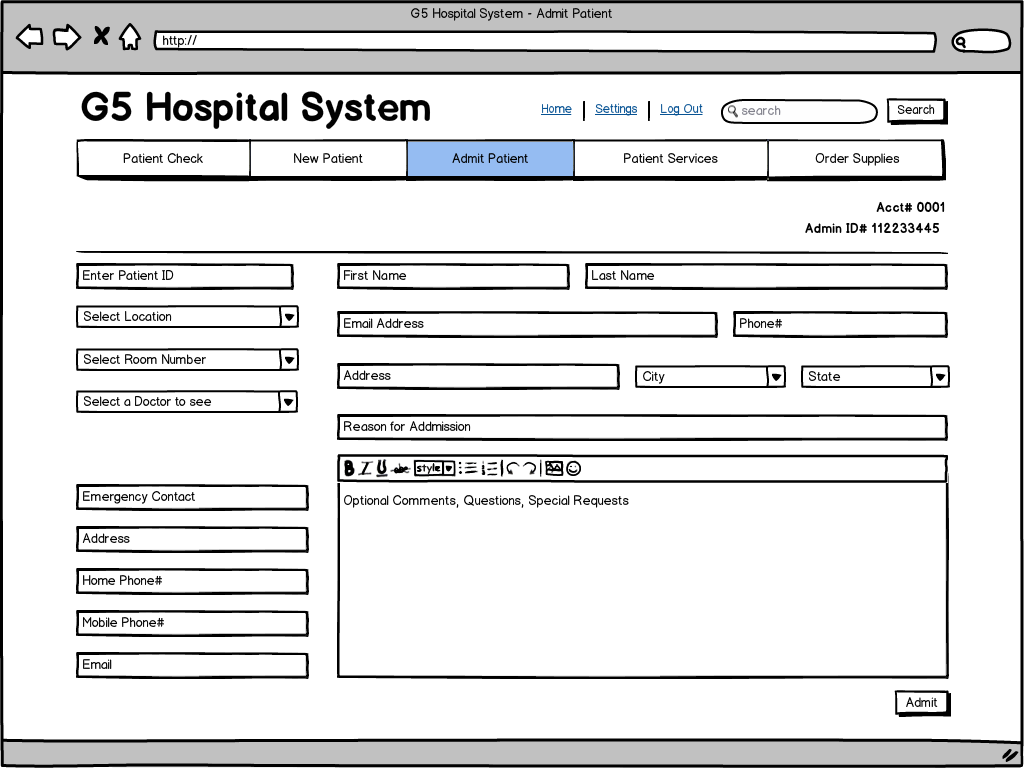 G5 Hospital System - Admit Patient
http://
G5 Hospital System
Home Settings Log Out search Search
Patient Check New Patient Admit Patient Patient Services Order Supplies
Acct# 0001
Admin ID# 112233445
Enter Patient ID First Name Last Name
Select Location
Email Address Phone#
Select Room Number
Address City State
Select a Doctor to see
Reason for Addmission
B I U abc style
Emergency Contact
Optional Comments, Questions, Special Requests
Address
Home Phone#
Mobile Phone#
Email
Admit